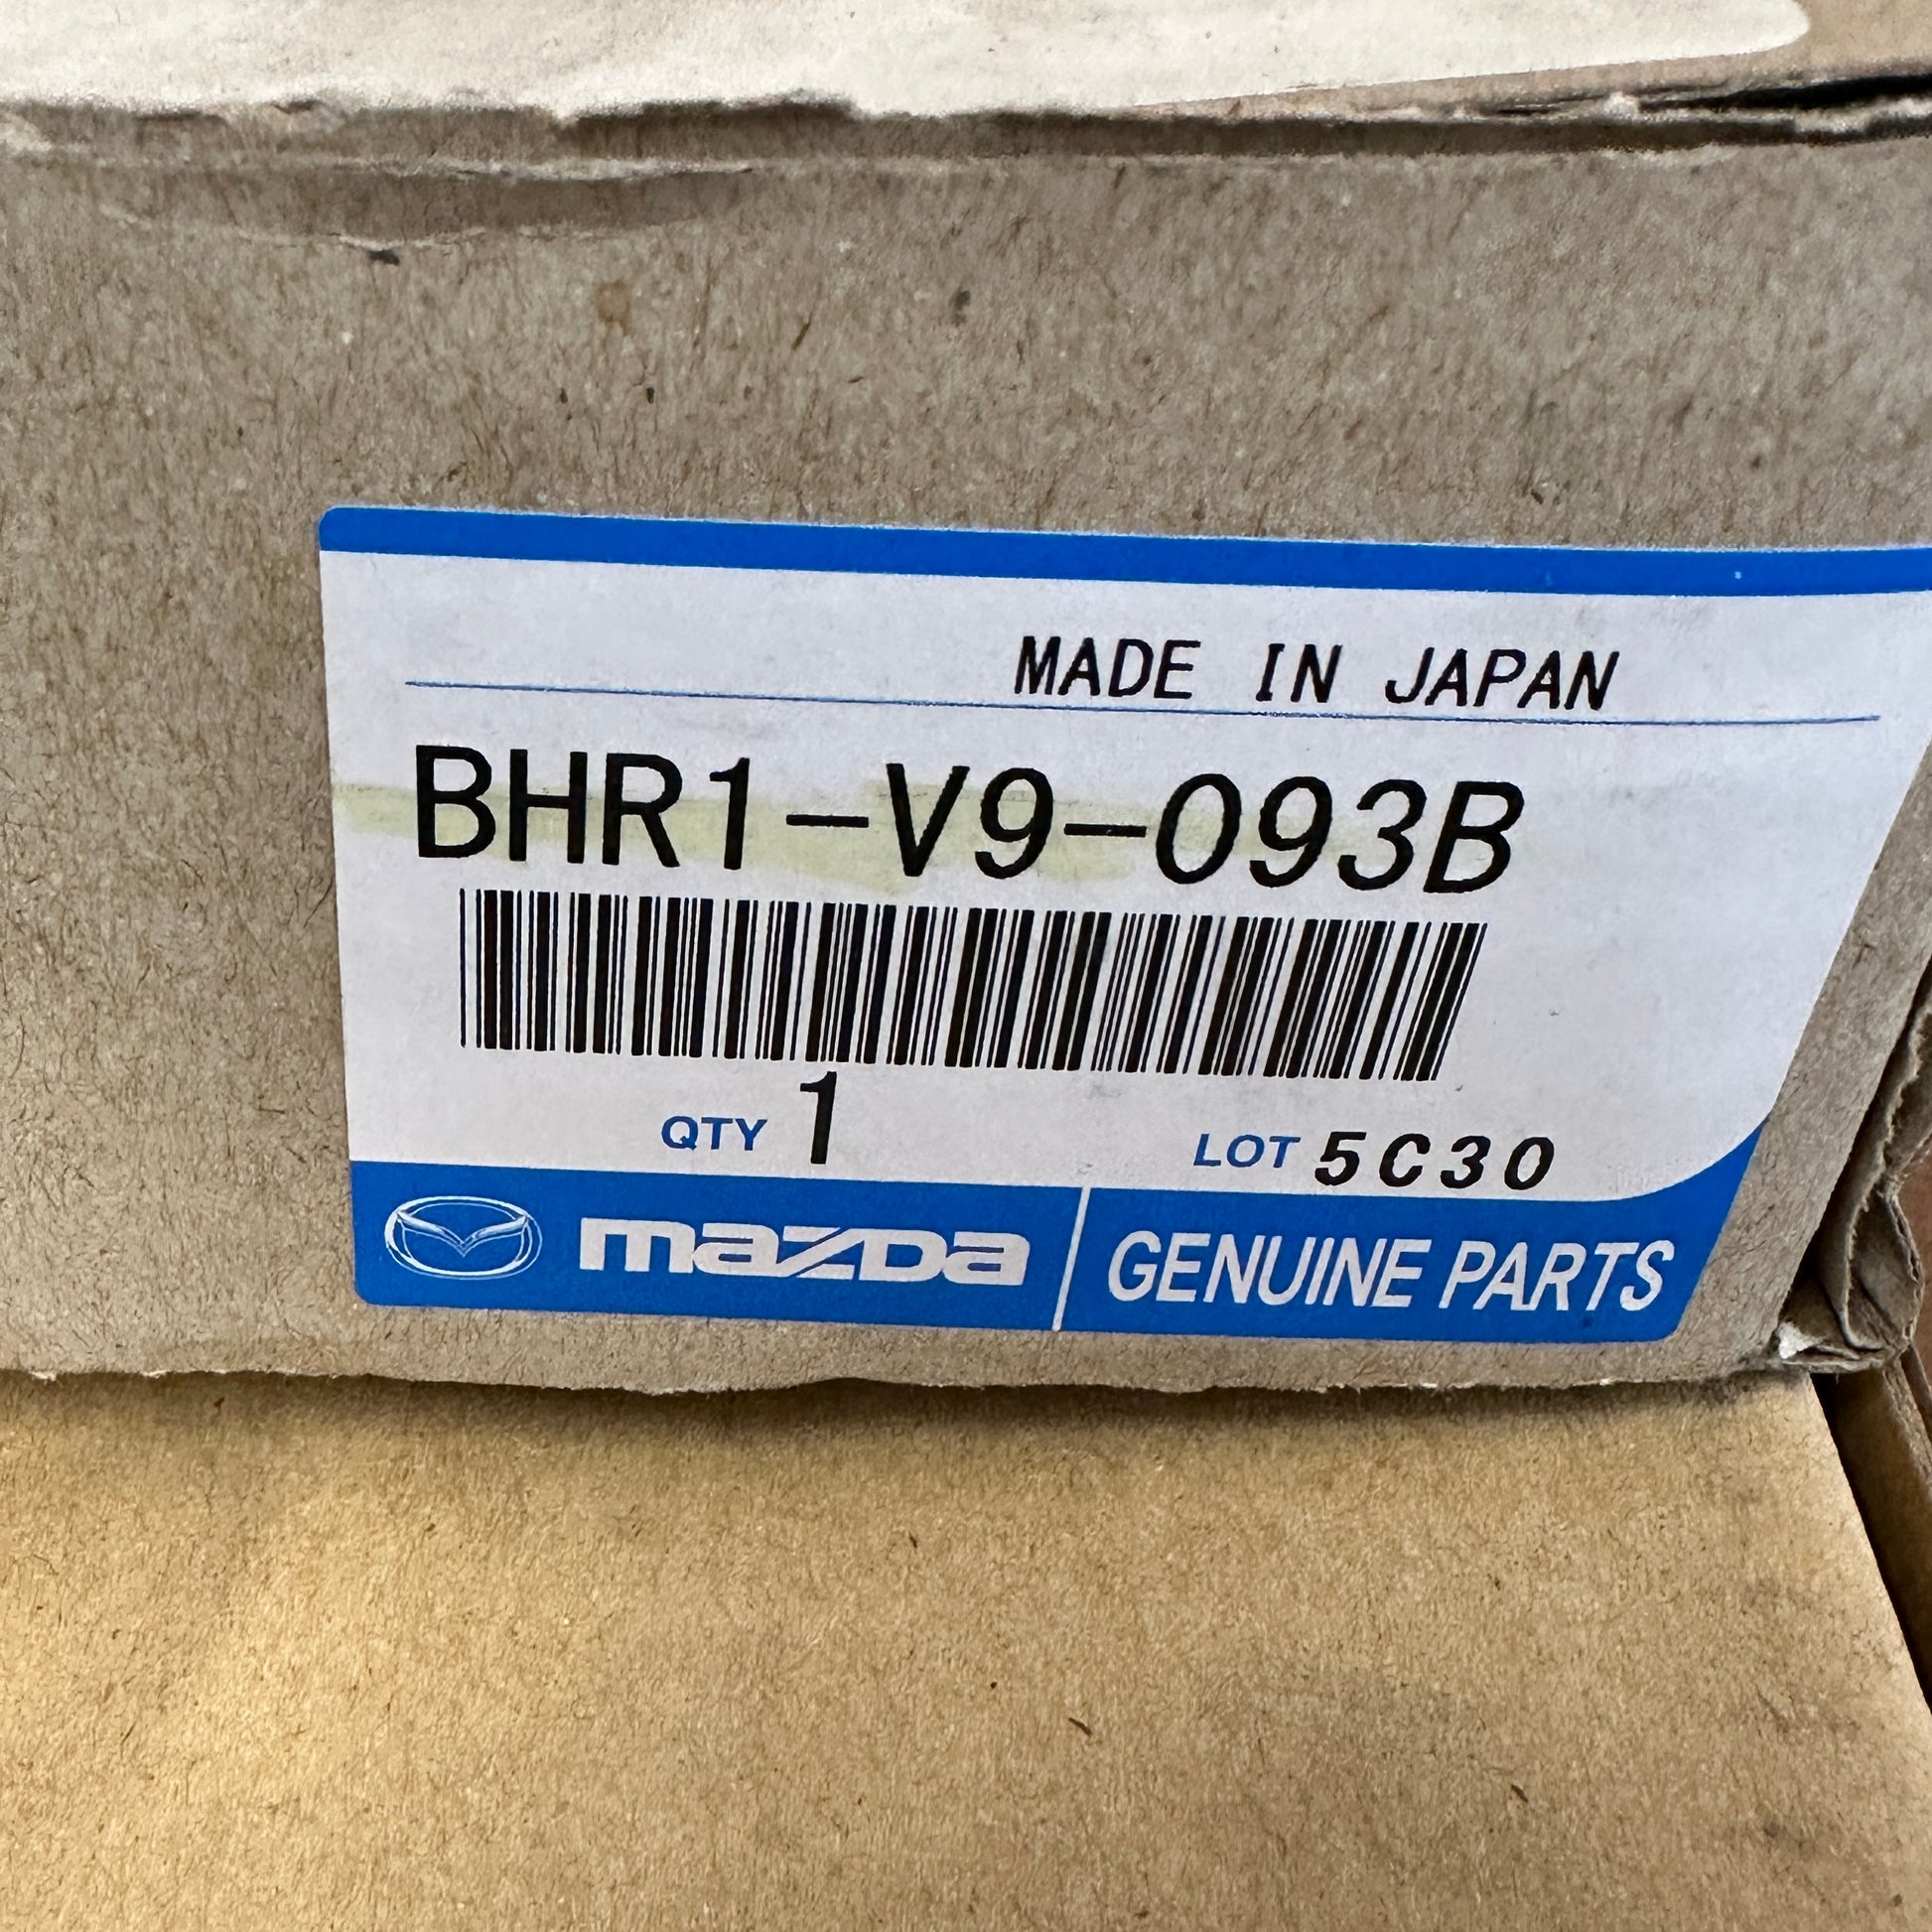 MADE IN JAPAN
BHR1-V9-093B
QTY 1 LOT 5C30
mazda GENUINE PARTS